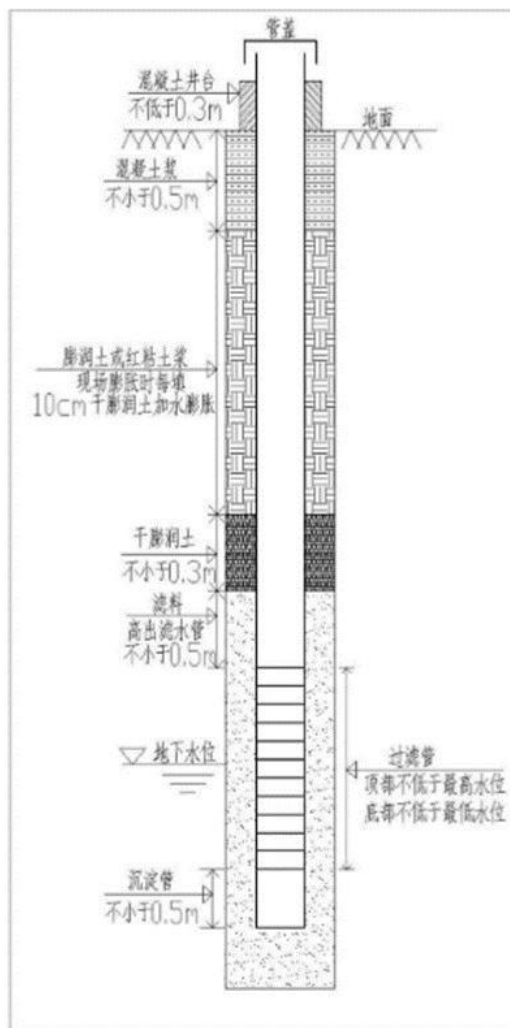 管盖
混凝土井台
不低于0.3m
地面
混凝土浆
不小于0.5m
膨润土或红粘土浆
现场膨胀时每填
10cm干膨润土加水膨胀
干膨润土
不小于0.3m
滤料
高出滤水管
不小于0.5m
地下水位
过滤管
顶部不低于最高水位
底部不低于最低水位
沉淀管
不小于0.5m